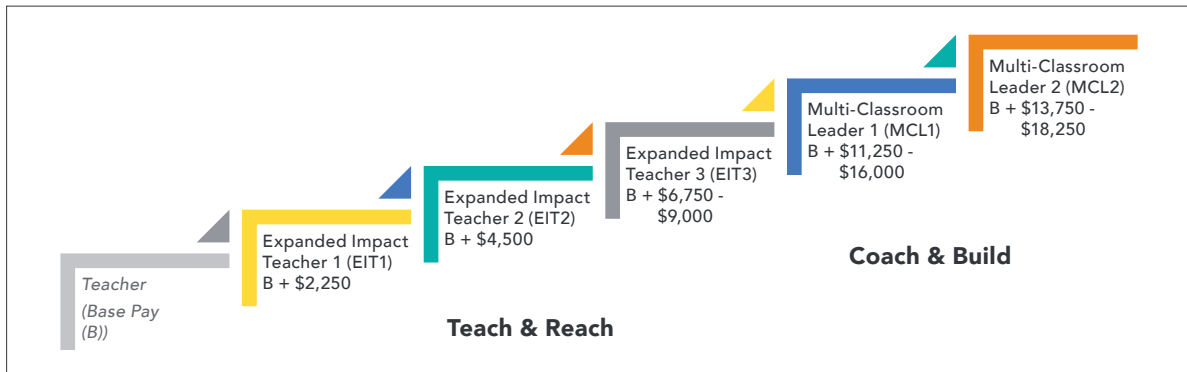 Teacher
(Base Pay
(B))
Expanded Impact
Teacher 1 (EIT1)
B + $2,250
Expanded Impact
Teacher 2 (EIT2)
B + $4,500
Expanded Impact
Teacher 3 (EIT3)
B + $6,750 -
$9,000
Multi-Classroom
Leader 1 (MCL1)
B + $11,250 -
$16,000
Multi-Classroom
Leader 2 (MCL2)
B + $13,750 -
$18,250
Teach & Reach
Coach & Build